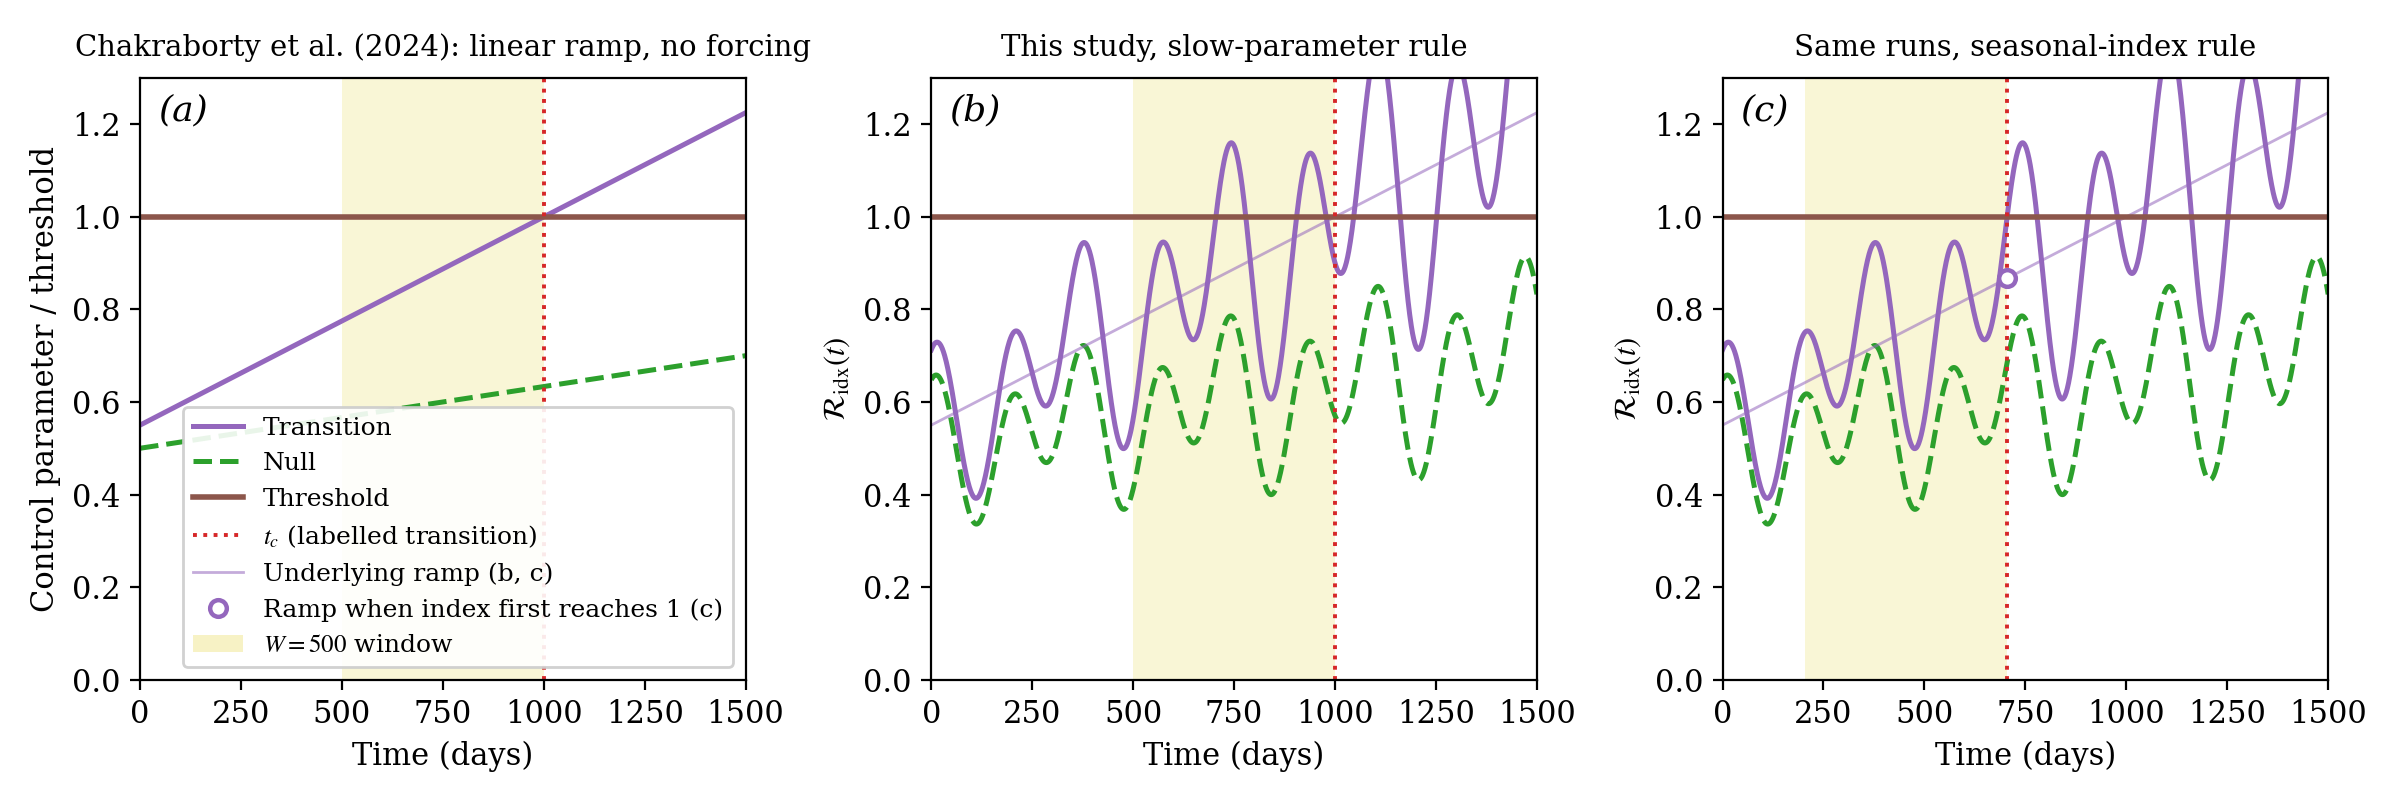 Chakraborty et al. (2024): linear ramp, no forcing
This study, slow-parameter rule
Same runs, seasonal-index rule
(a)
Control parameter / threshold
1.2
1.0
0.8
0.6
0.4
0.2
0.0
Transition
Null
Threshold
t_c (labelled transition)
Underlying ramp (b, c)
Ramp when index first reaches 1 (c)
W = 500 window
0 250 500 750 1000 1250 1500
Time (days)
(b)
ℛ_idx(t)
1.2
1.0
0.8
0.6
0.4
0.2
0.0
0 250 500 750 1000 1250 1500
Time (days)
(c)
ℛ_idx(t)
1.2
1.0
0.8
0.6
0.4
0.2
0.0
0 250 500 750 1000 1250 1500
Time (days)